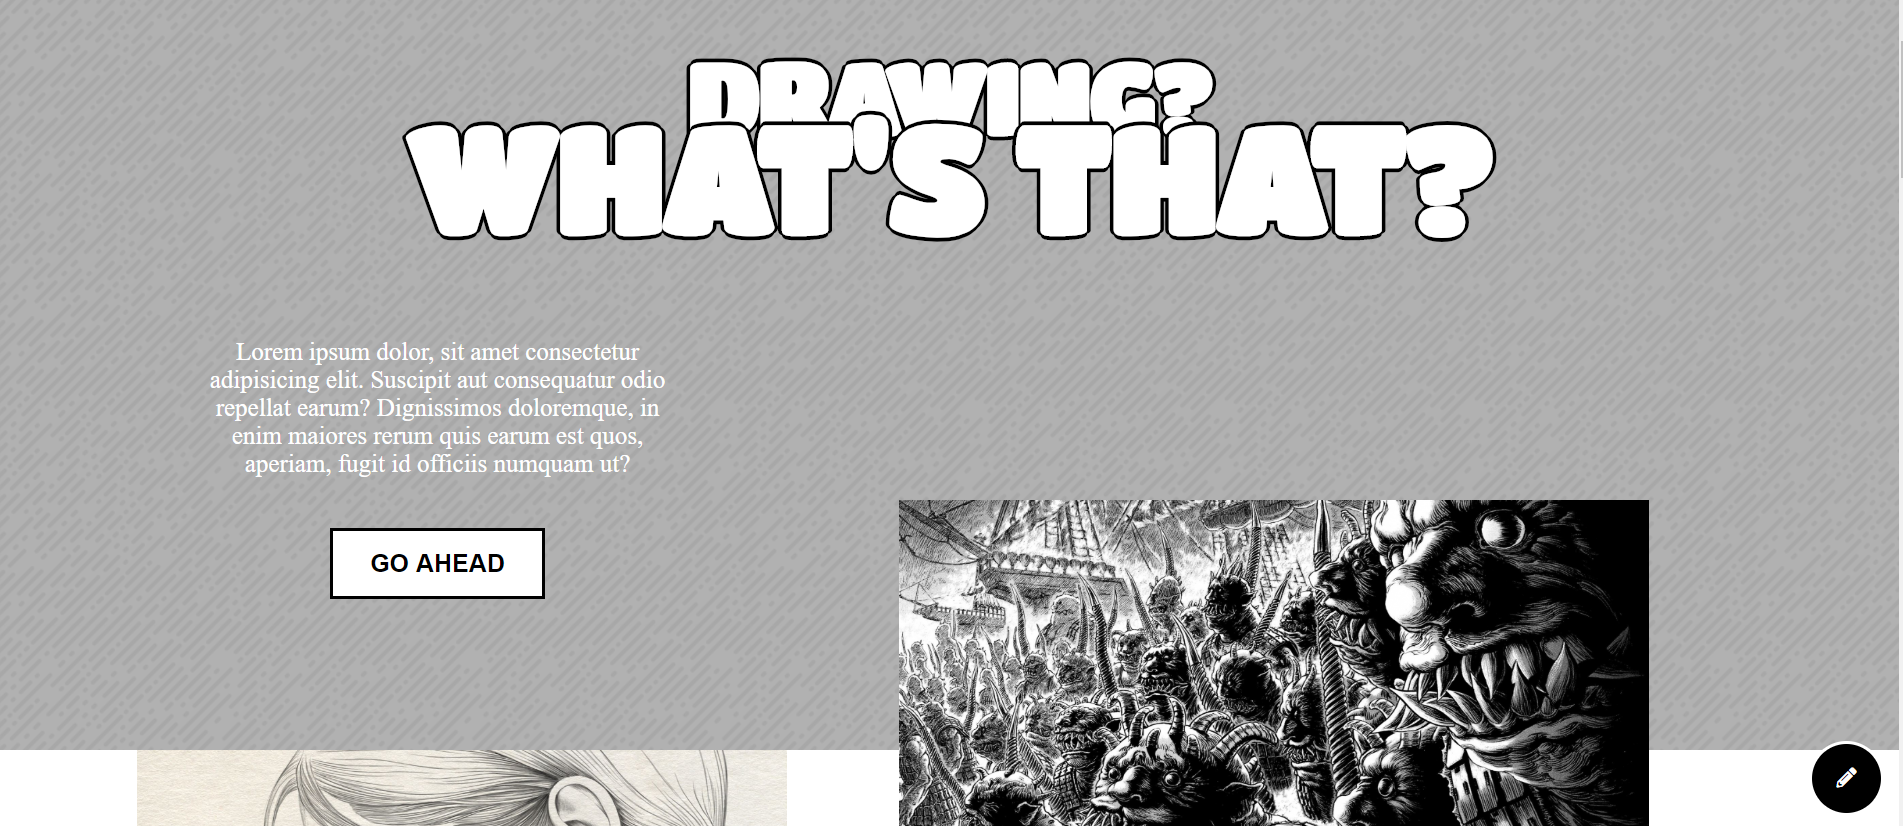 DRAWING?
WHAT'S THAT?
Lorem ipsum dolor, sit amet consectetur
adipisicing elit. Suscipit aut consequatur odio
repellat earum? Dignissimos doloremque, in
enim maiores rerum quis earum est quos,
aperiam, fugit id officiis numquam ut?
GO AHEAD